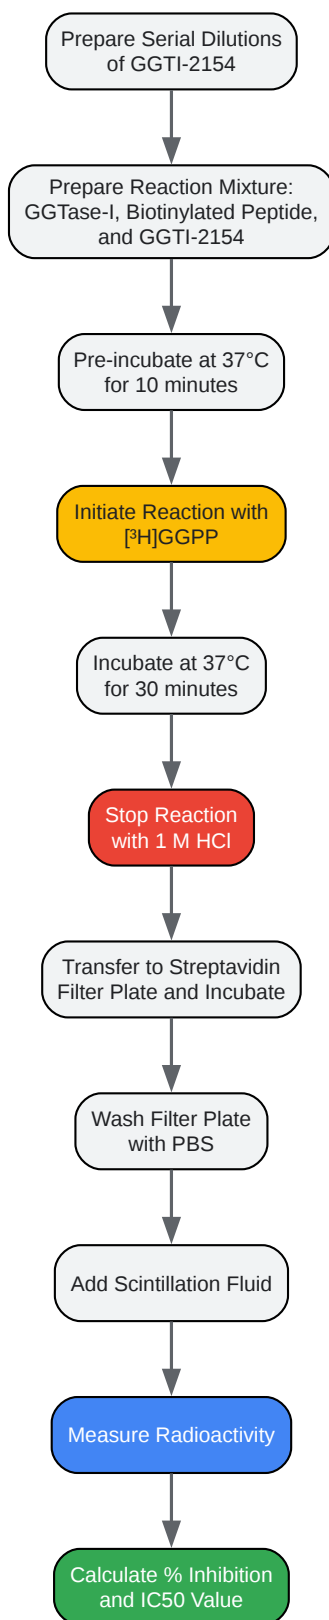 Prepare Serial Dilutions
of GGTI-2154
Prepare Reaction Mixture:
GGTase-I, Biotinylated Peptide,
and GGTI-2154
Pre-incubate at 37°C
for 10 minutes
Initiate Reaction with
[³H]GGPP
Incubate at 37°C
for 30 minutes
Stop Reaction
with 1 M HCl
Transfer to Streptavidin
Filter Plate and Incubate
Wash Filter Plate
with PBS
Add Scintillation Fluid
Measure Radioactivity
Calculate % Inhibition
and IC50 Value